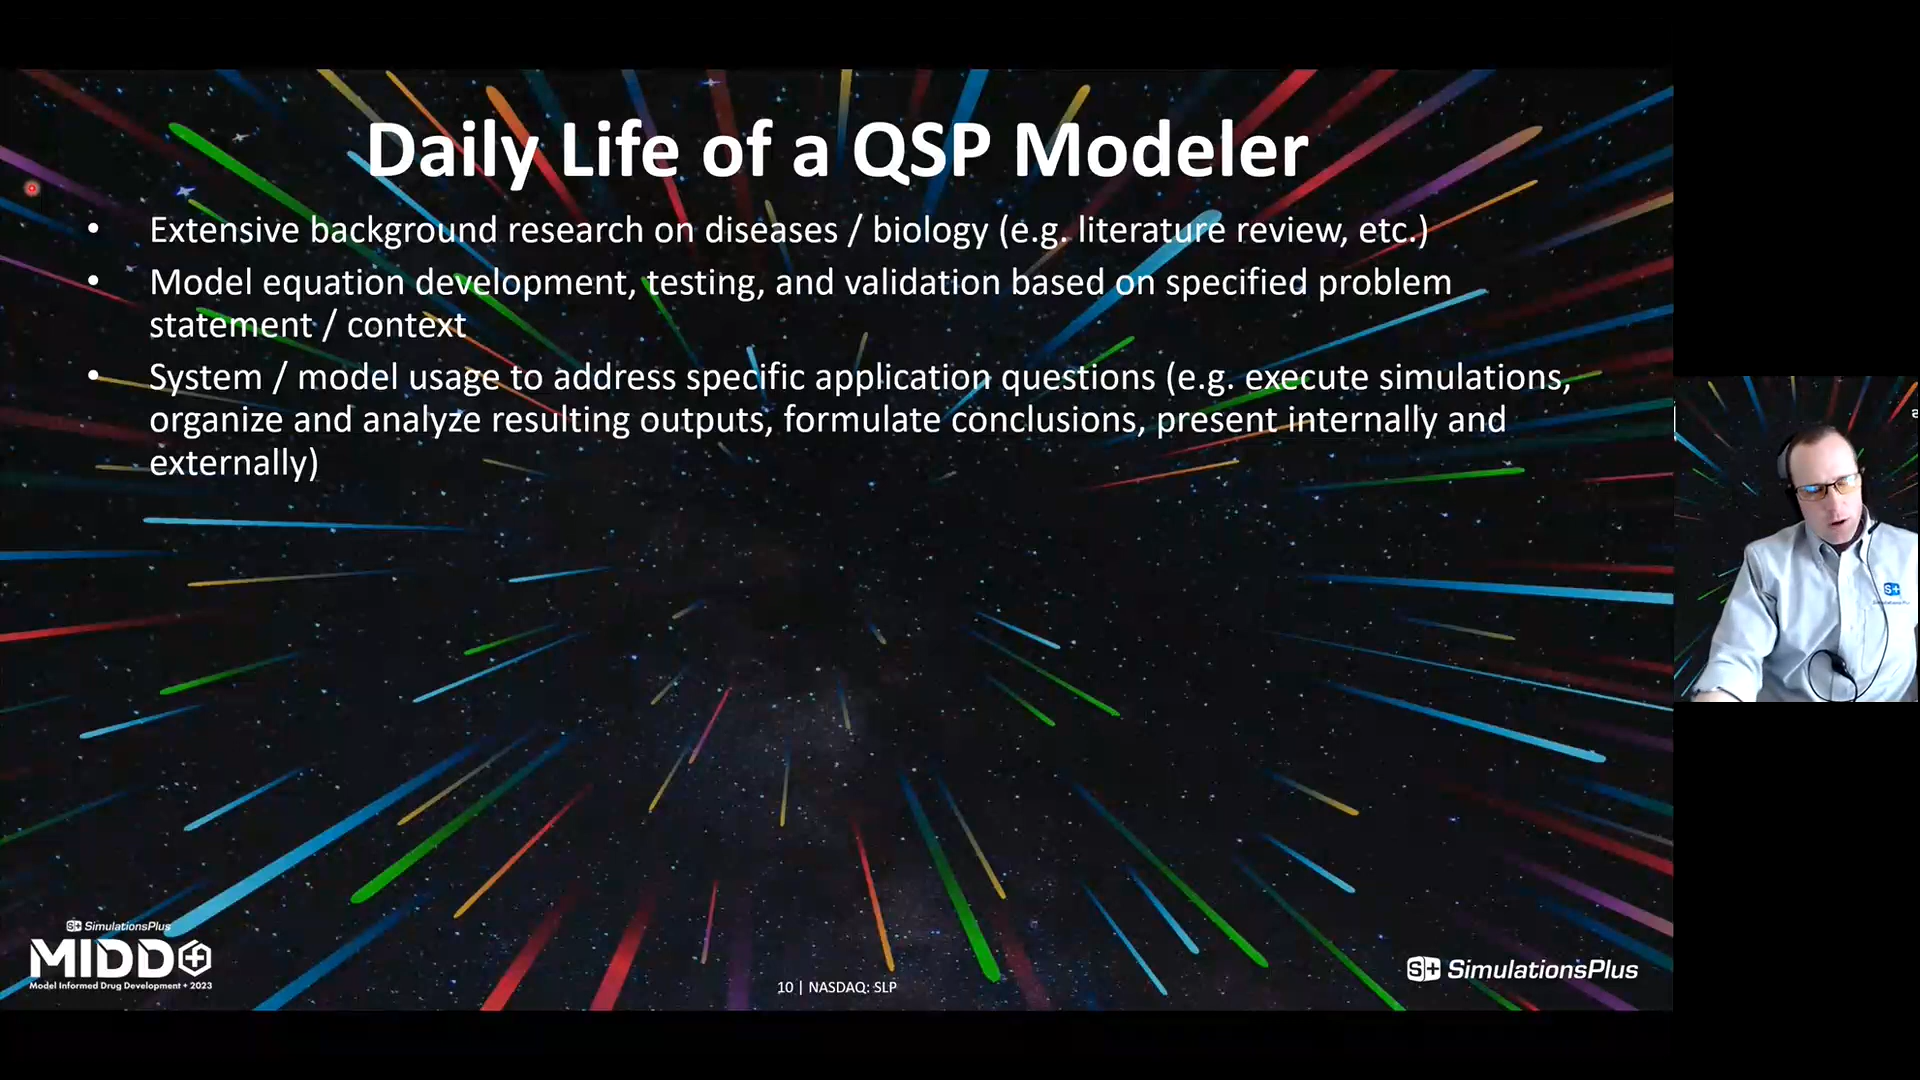 Daily Life of a QSP Modeler
• Extensive background research on diseases / biology (e.g. literature review, etc.)
• Model equation development, testing, and validation based on specified problem
statement / context
• System / model usage to address specific application questions (e.g. execute simulations,
organize and analyze resulting outputs, formulate conclusions, present internally and
externally)
S+ SimulationsPlus
MIDD+
Model Informed Drug Development + 2023
10 | NASDAQ: SLP
S+ SimulationsPlus
S+
SimulationsPlus